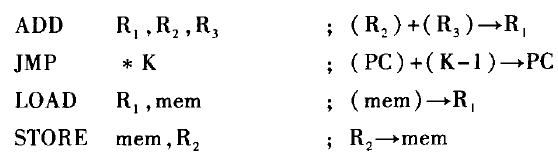 ADD R₁,R₂,R₃ ; (R₂)+(R₃)→R₁
JMP *K ; (PC)+(K-1)→PC
LOAD R₁,mem ; (mem)→R₁
STORE mem,R₂ ; R₂→mem